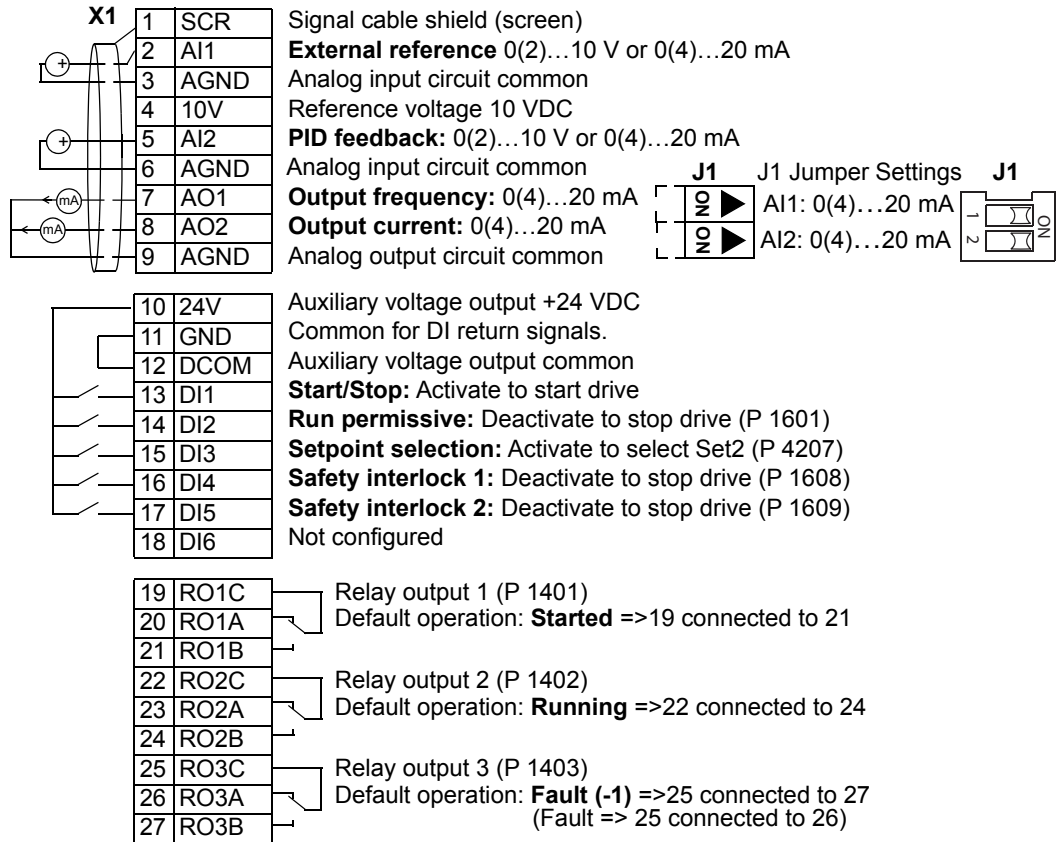 X1
1 SCR Signal cable shield (screen)
2 AI1 External reference 0(2)…10 V or 0(4)…20 mA
3 AGND Analog input circuit common
4 10V Reference voltage 10 VDC
5 AI2 PID feedback: 0(2)…10 V or 0(4)…20 mA
6 AGND Analog input circuit common
7 AO1 Output frequency: 0(4)…20 mA
8 AO2 Output current: 0(4)…20 mA
9 AGND Analog output circuit common
+
+
mA
mA
J1 J1 Jumper Settings J1
ON AI1: 0(4)…20 mA
ON AI2: 0(4)…20 mA
1
2
ON
10 24V Auxiliary voltage output +24 VDC
11 GND Common for DI return signals.
12 DCOM Auxiliary voltage output common
13 DI1 Start/Stop: Activate to start drive
14 DI2 Run permissive: Deactivate to stop drive (P 1601)
15 DI3 Setpoint selection: Activate to select Set2 (P 4207)
16 DI4 Safety interlock 1: Deactivate to stop drive (P 1608)
17 DI5 Safety interlock 2: Deactivate to stop drive (P 1609)
18 DI6 Not configured
19 RO1C Relay output 1 (P 1401)
20 RO1A Default operation: Started =>19 connected to 21
21 RO1B
22 RO2C Relay output 2 (P 1402)
23 RO2A Default operation: Running =>22 connected to 24
24 RO2B
25 RO3C Relay output 3 (P 1403)
26 RO3A Default operation: Fault (-1) =>25 connected to 27
27 RO3B (Fault => 25 connected to 26)